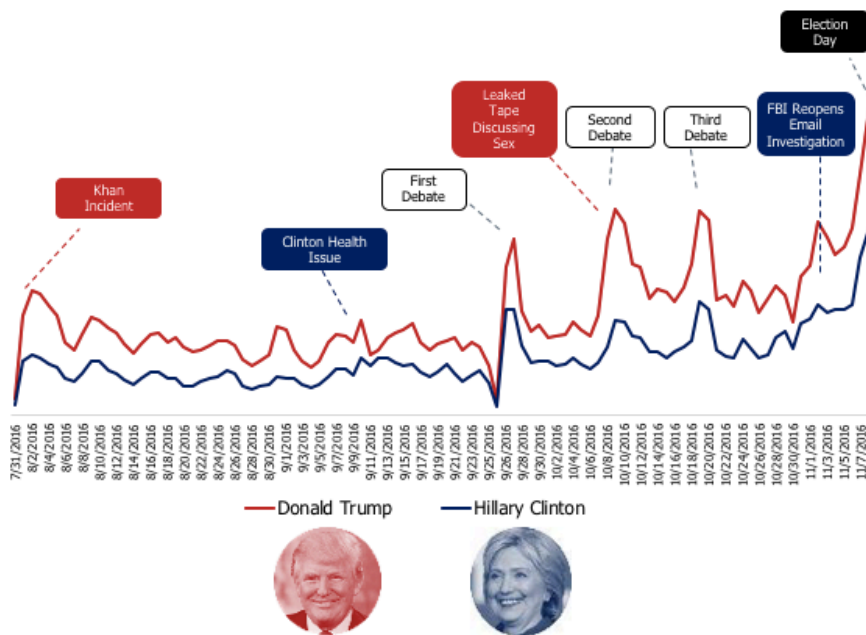 Election
Day
Leaked
Tape
Discussing
Sex
Second
Debate
Third
Debate
FBI Reopens
Email
Investigation
First
Debate
Khan
Incident
Clinton Health
Issue
7/31/2016
8/2/2016
8/4/2016
8/6/2016
8/8/2016
8/10/2016
8/12/2016
8/14/2016
8/16/2016
8/18/2016
8/20/2016
8/22/2016
8/24/2016
8/26/2016
8/28/2016
8/30/2016
9/1/2016
9/3/2016
9/5/2016
9/7/2016
9/9/2016
9/11/2016
9/13/2016
9/15/2016
9/17/2016
9/19/2016
9/21/2016
9/23/2016
9/25/2016
9/26/2016
9/28/2016
9/30/2016
10/2/2016
10/4/2016
10/6/2016
10/8/2016
10/10/2016
10/12/2016
10/14/2016
10/16/2016
10/18/2016
10/20/2016
10/22/2016
10/24/2016
10/26/2016
10/28/2016
10/30/2016
11/1/2016
11/3/2016
11/5/2016
11/7/2016
Donald Trump
Hillary Clinton